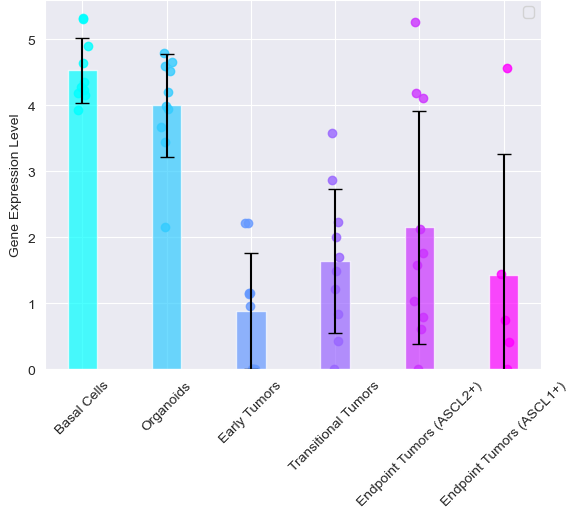 Gene Expression Level
5
4
3
2
1
0
Basal Cells
Organoids
Early Tumors
Transitional Tumors
Endpoint Tumors (ASCL2+)
Endpoint Tumors (ASCL1+)